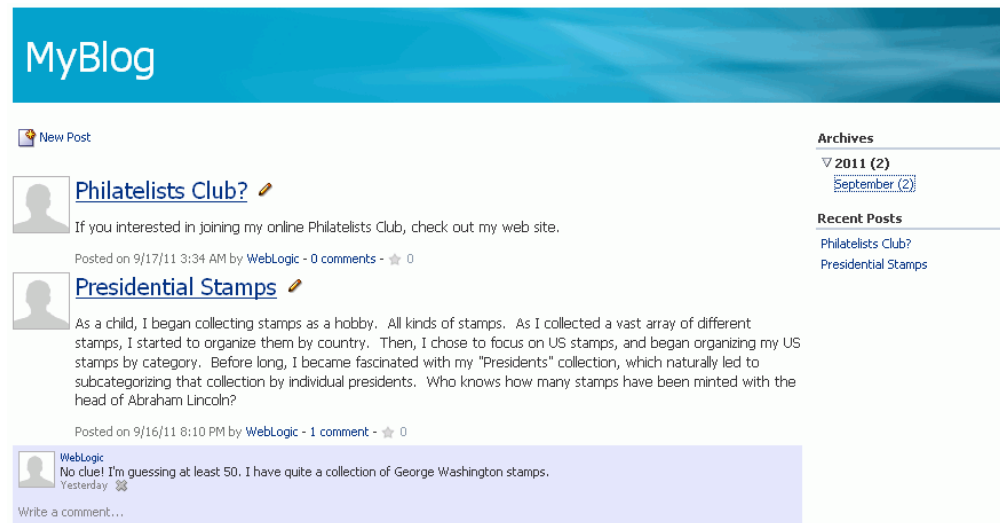 MyBlog
New Post
Philatelists Club?
If you interested in joining my online Philatelists Club, check out my web site.
Posted on 9/17/11 3:34 AM by WebLogic - 0 comments - 0
Presidential Stamps
As a child, I began collecting stamps as a hobby. All kinds of stamps. As I collected a vast array of different
stamps, I started to organize them by country. Then, I chose to focus on US stamps, and began organizing my US
stamps by category. Before long, I became fascinated with my "Presidents" collection, which naturally led to
subcategorizing that collection by individual presidents. Who knows how many stamps have been minted with the
head of Abraham Lincoln?
Posted on 9/16/11 8:10 PM by WebLogic - 1 comment - 0
WebLogic
No clue! I'm guessing at least 50. I have quite a collection of George Washington stamps.
Yesterday
Write a comment...
Archives
2011 (2)
September (2)
Recent Posts
Philatelists Club?
Presidential Stamps